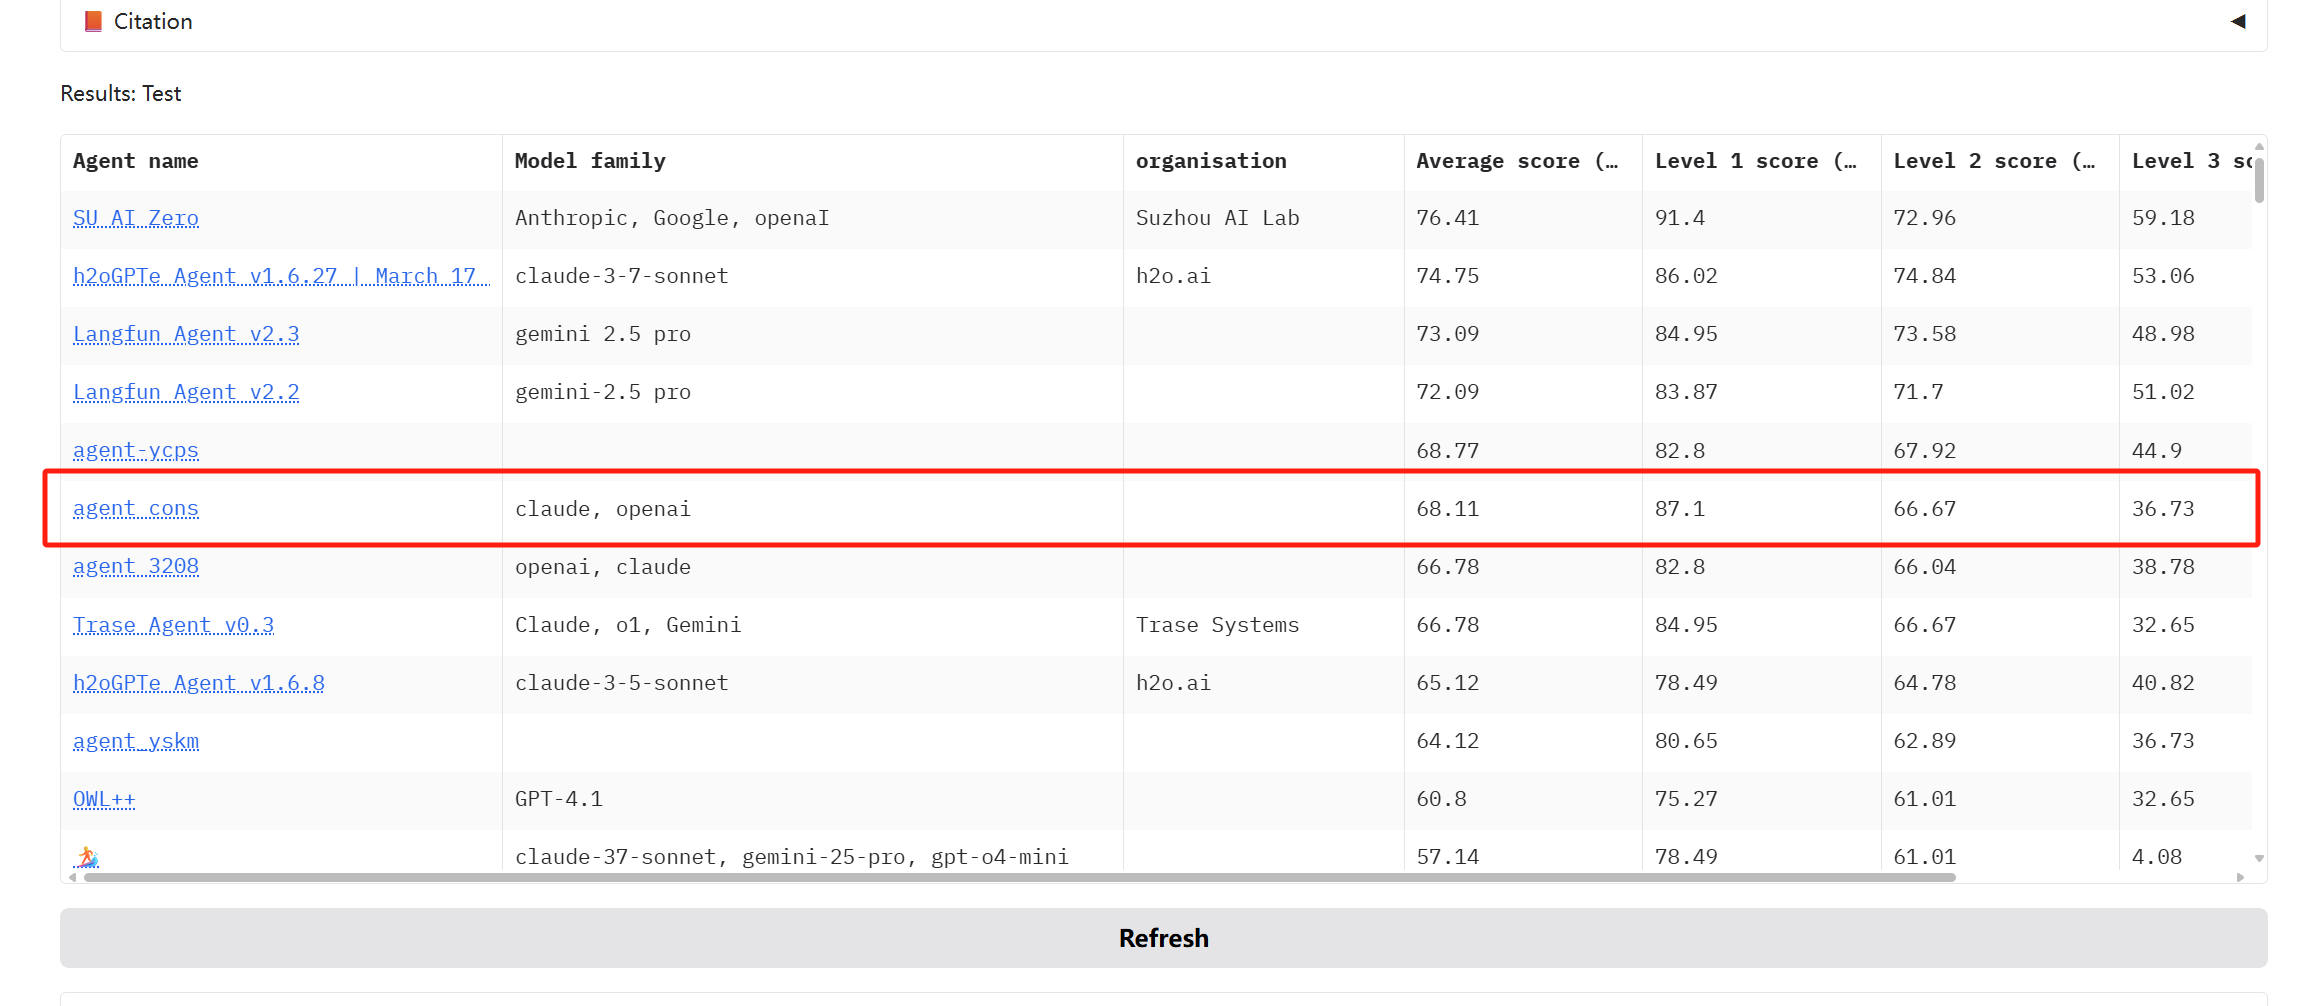 Citation
Results: Test
Agent name Model family organisation Average score (… Level 1 score (… Level 2 score (… Level 3 sc
SU AI Zero Anthropic, Google, openaI Suzhou AI Lab 76.41 91.4 72.96 59.18
h2oGPTe Agent v1.6.27 | March 17 claude-3-7-sonnet h2o.ai 74.75 86.02 74.84 53.06
Langfun Agent v2.3 gemini 2.5 pro 73.09 84.95 73.58 48.98
Langfun Agent v2.2 gemini-2.5 pro 72.09 83.87 71.7 51.02
agent-ycps 68.77 82.8 67.92 44.9
agent cons claude, openai 68.11 87.1 66.67 36.73
agent 3208 openai, claude 66.78 82.8 66.04 38.78
Trase Agent v0.3 Claude, o1, Gemini Trase Systems 66.78 84.95 66.67 32.65
h2oGPTe Agent v1.6.8 claude-3-5-sonnet h2o.ai 65.12 78.49 64.78 40.82
agent_yskm 64.12 80.65 62.89 36.73
OWL++ GPT-4.1 60.8 75.27 61.01 32.65
🏄 claude-37-sonnet, gemini-25-pro, gpt-o4-mini 57.14 78.49 61.01 4.08
Refresh